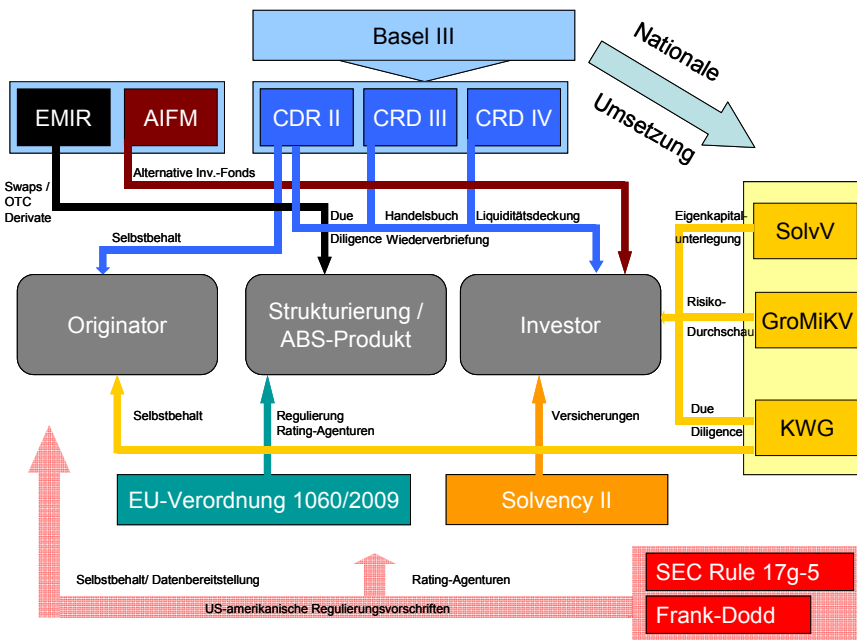 Basel III
Nationale
Umsetzung
EMIR
AIFM
CDR II
CRD III
CRD IV
Swaps /
OTC
Derivate
Alternative Inv.-Fonds
Selbstbehalt
Due
Diligence
Handelsbuch
Wiederverbriefung
Liquiditätsdeckung
Eigenkapital-
unterlegung
SolvV
Originator
Strukturierung /
ABS-Produkt
Investor
Risiko-
Durchschau
GroMiKV
Selbstbehalt
Regulierung
Rating-Agenturen
Versicherungen
Due
Diligence
KWG
EU-Verordnung 1060/2009
Solvency II
Selbstbehalt/ Datenbereitstellung
Rating-Agenturen
SEC Rule 17g-5
US-amerikanische Regulierungsvorschriften
Frank-Dodd